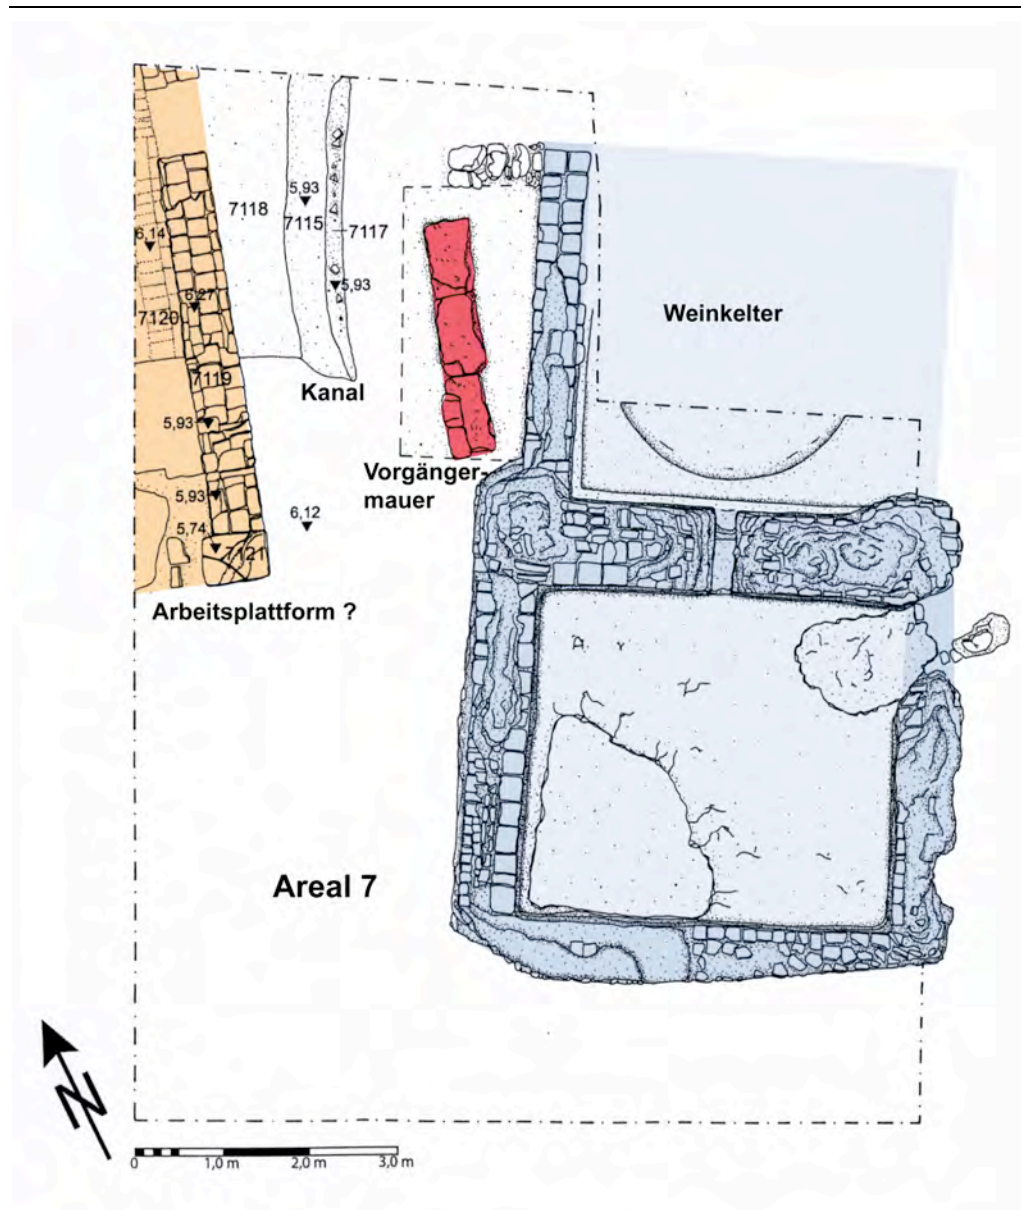 5,93
7118
7115
7117
6,14
5,93
6,27
7120
Weinkelter
7119
Kanal
5,93
Vorgänger-
mauer
5,93
6,12
5,74
7121
Arbeitsplattform ?
Areal 7
N
0
1,0 m
2,0 m
3,0 m